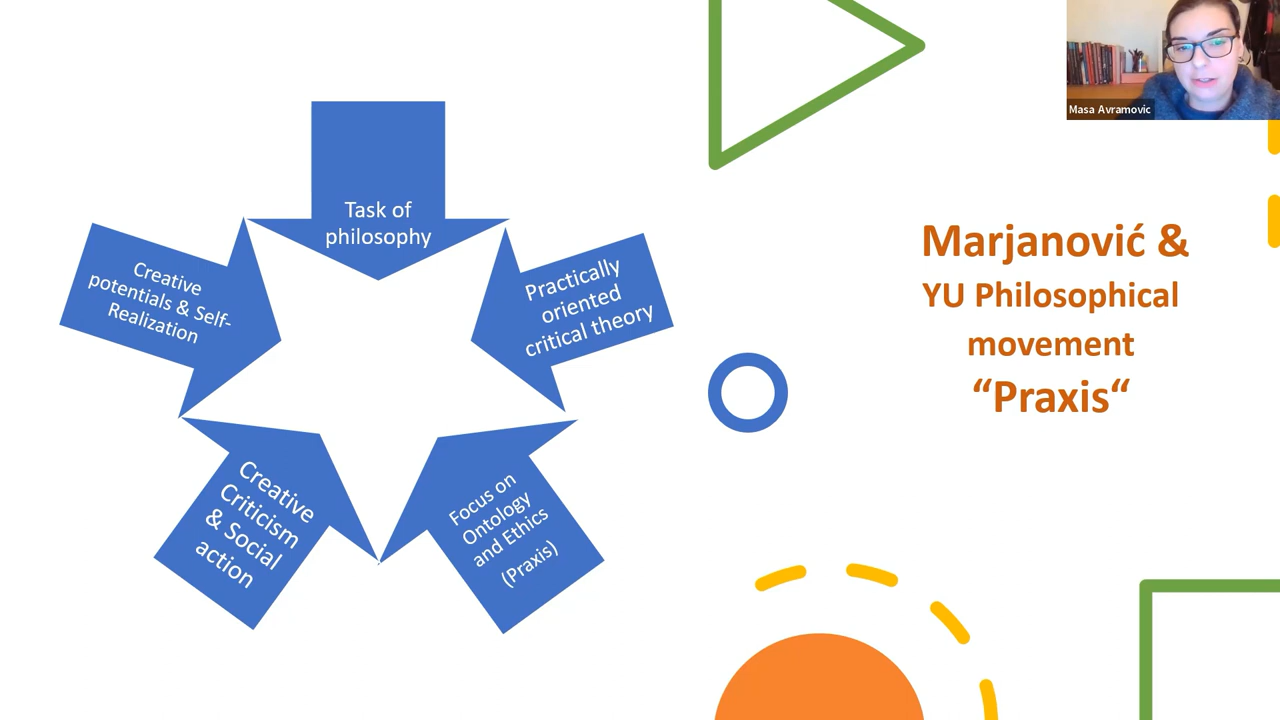 Task of
philosophy
Creative
potentials & Self-
Realization
Practically
oriented
critical theory
Creative
Criticism
& Social
action
Focus on
Ontology
and Ethics
(Praxis)
Marjanović &
YU Philosophical
movement
“Praxis“
Masa Avramovic